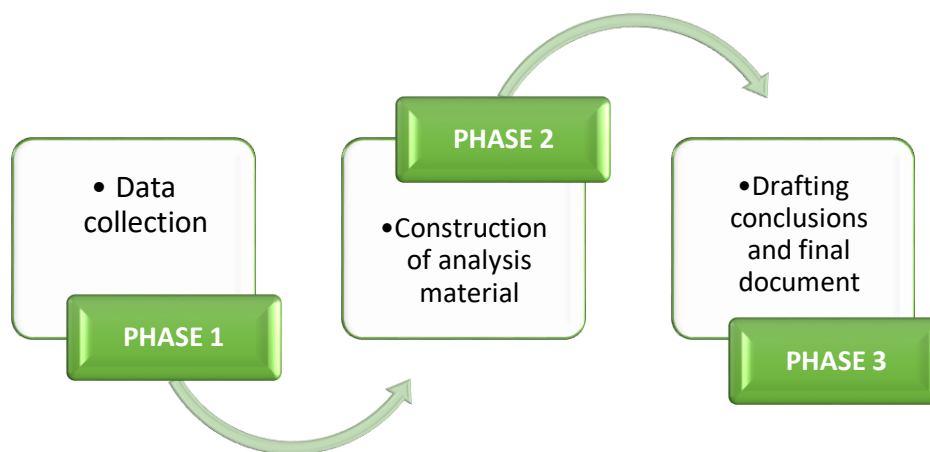 • Data
collection
PHASE 1
PHASE 2
•Construction
of analysis
material
•Drafting
conclusions
and final
document
PHASE 3